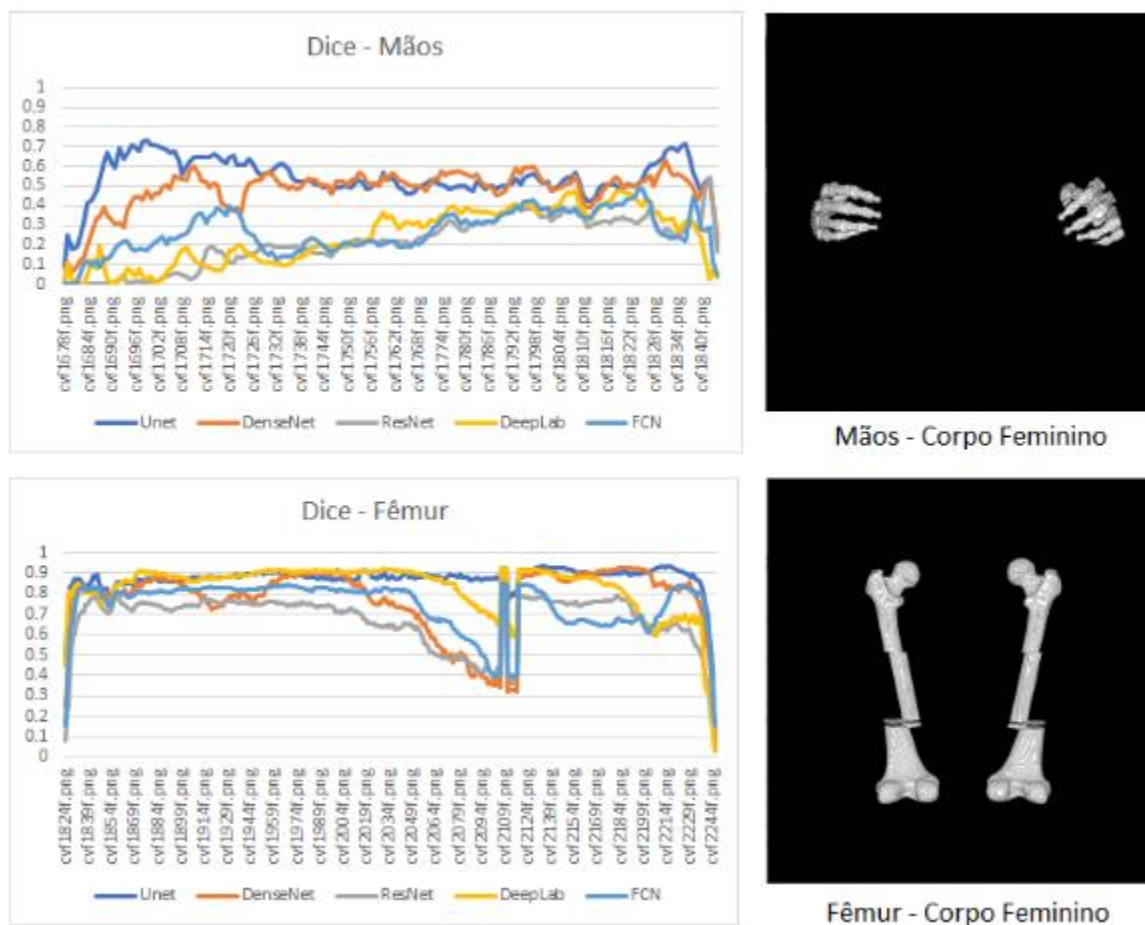 Dice - Mãos
1
0.9
0.8
0.7
0.6
0.5
0.4
0.3
0.2
0.1
0
cvf1678f.png
cvf1684f.png
cvf1690f.png
cvf1696f.png
cvf1702f.png
cvf1708f.png
cvf1714f.png
cvf1720f.png
cvf1726f.png
cvf1732f.png
cvf1738f.png
cvf1744f.png
cvf1750f.png
cvf1756f.png
cvf1762f.png
cvf1768f.png
cvf1774f.png
cvf1780f.png
cvf1786f.png
cvf1792f.png
cvf1798f.png
cvf1804f.png
cvf1810f.png
cvf1816f.png
cvf1822f.png
cvf1828f.png
cvf1834f.png
cvf1840f.png
Unet DenseNet ResNet DeepLab FCN
Mãos - Corpo Feminino
Dice - Fêmur
1
0.9
0.8
0.7
0.6
0.5
0.4
0.3
0.2
0.1
0
cvf1824f.png
cvf1839f.png
cvf1854f.png
cvf1869f.png
cvf1884f.png
cvf1899f.png
cvf1914f.png
cvf1929f.png
cvf1944f.png
cvf1959f.png
cvf1974f.png
cvf1989f.png
cvf2004f.png
cvf2019f.png
cvf2034f.png
cvf2049f.png
cvf2064f.png
cvf2079f.png
cvf2094f.png
cvf2109f.png
cvf2124f.png
cvf2139f.png
cvf2154f.png
cvf2169f.png
cvf2184f.png
cvf2199f.png
cvf2214f.png
cvf2229f.png
cvf2244f.png
Unet DenseNet ResNet DeepLab FCN
Fêmur - Corpo Feminino